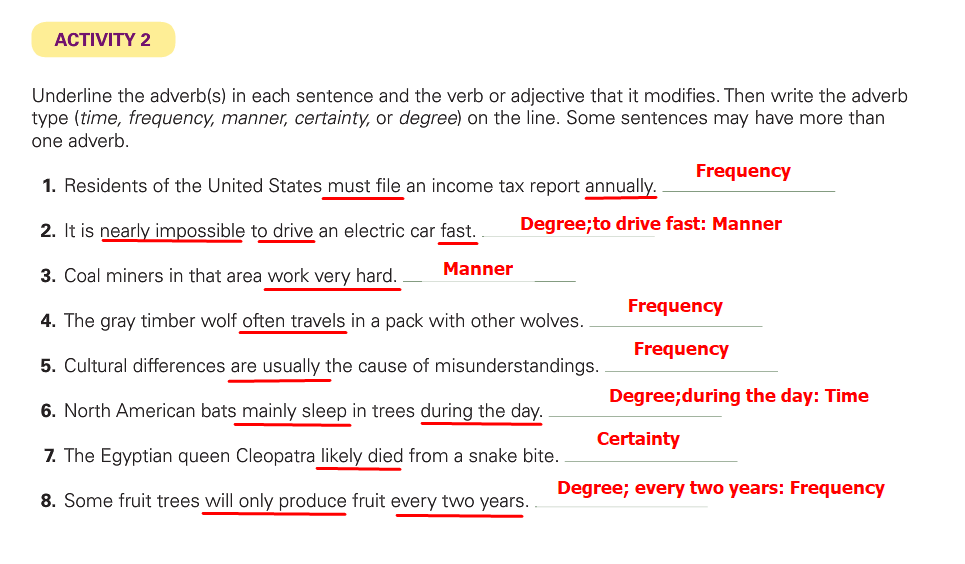 ACTIVITY 2
Underline the adverb(s) in each sentence and the verb or adjective that it modifies. Then write the adverb
type (time, frequency, manner, certainty, or degree) on the line. Some sentences may have more than
one adverb.
1. Residents of the United States must file an income tax report annually. Frequency
2. It is nearly impossible to drive an electric car fast. Degree;to drive fast: Manner
3. Coal miners in that area work very hard. Manner
4. The gray timber wolf often travels in a pack with other wolves. Frequency
5. Cultural differences are usually the cause of misunderstandings. Frequency
6. North American bats mainly sleep in trees during the day. Degree;during the day: Time
7. The Egyptian queen Cleopatra likely died from a snake bite. Certainty
8. Some fruit trees will only produce fruit every two years. Degree; every two years: Frequency